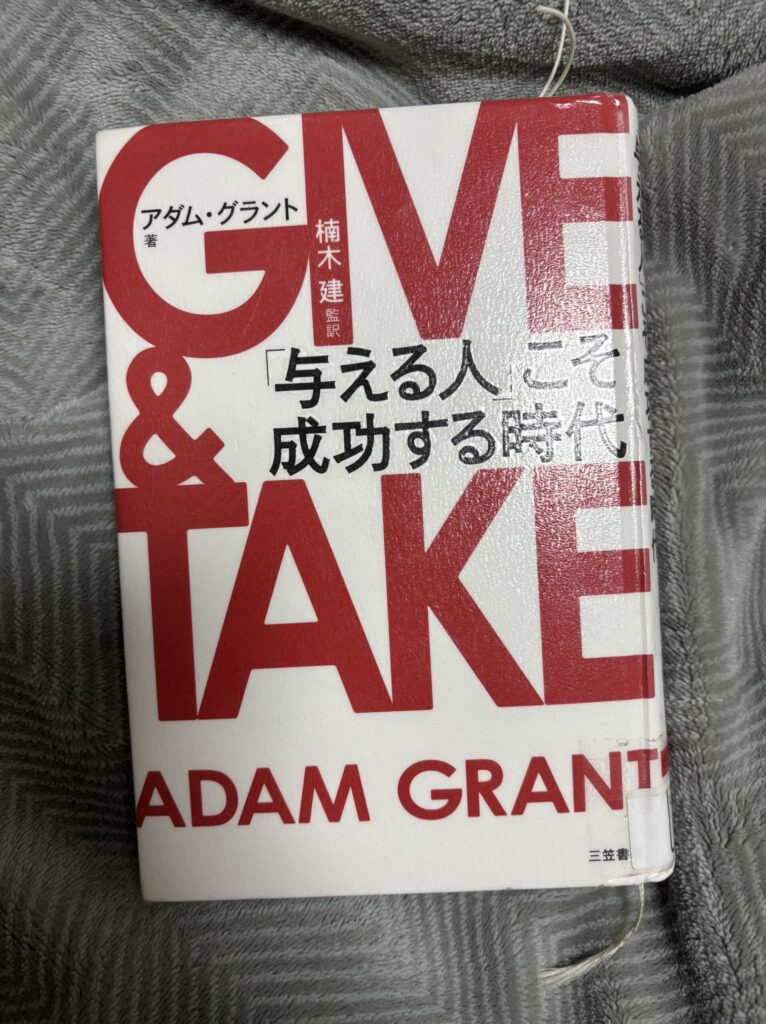 GIVE
アダム・グラント
著
楠木 建 監訳
&
「与える人」こそ
成功する時代
TAKE
ADAM GRANT
三笠書